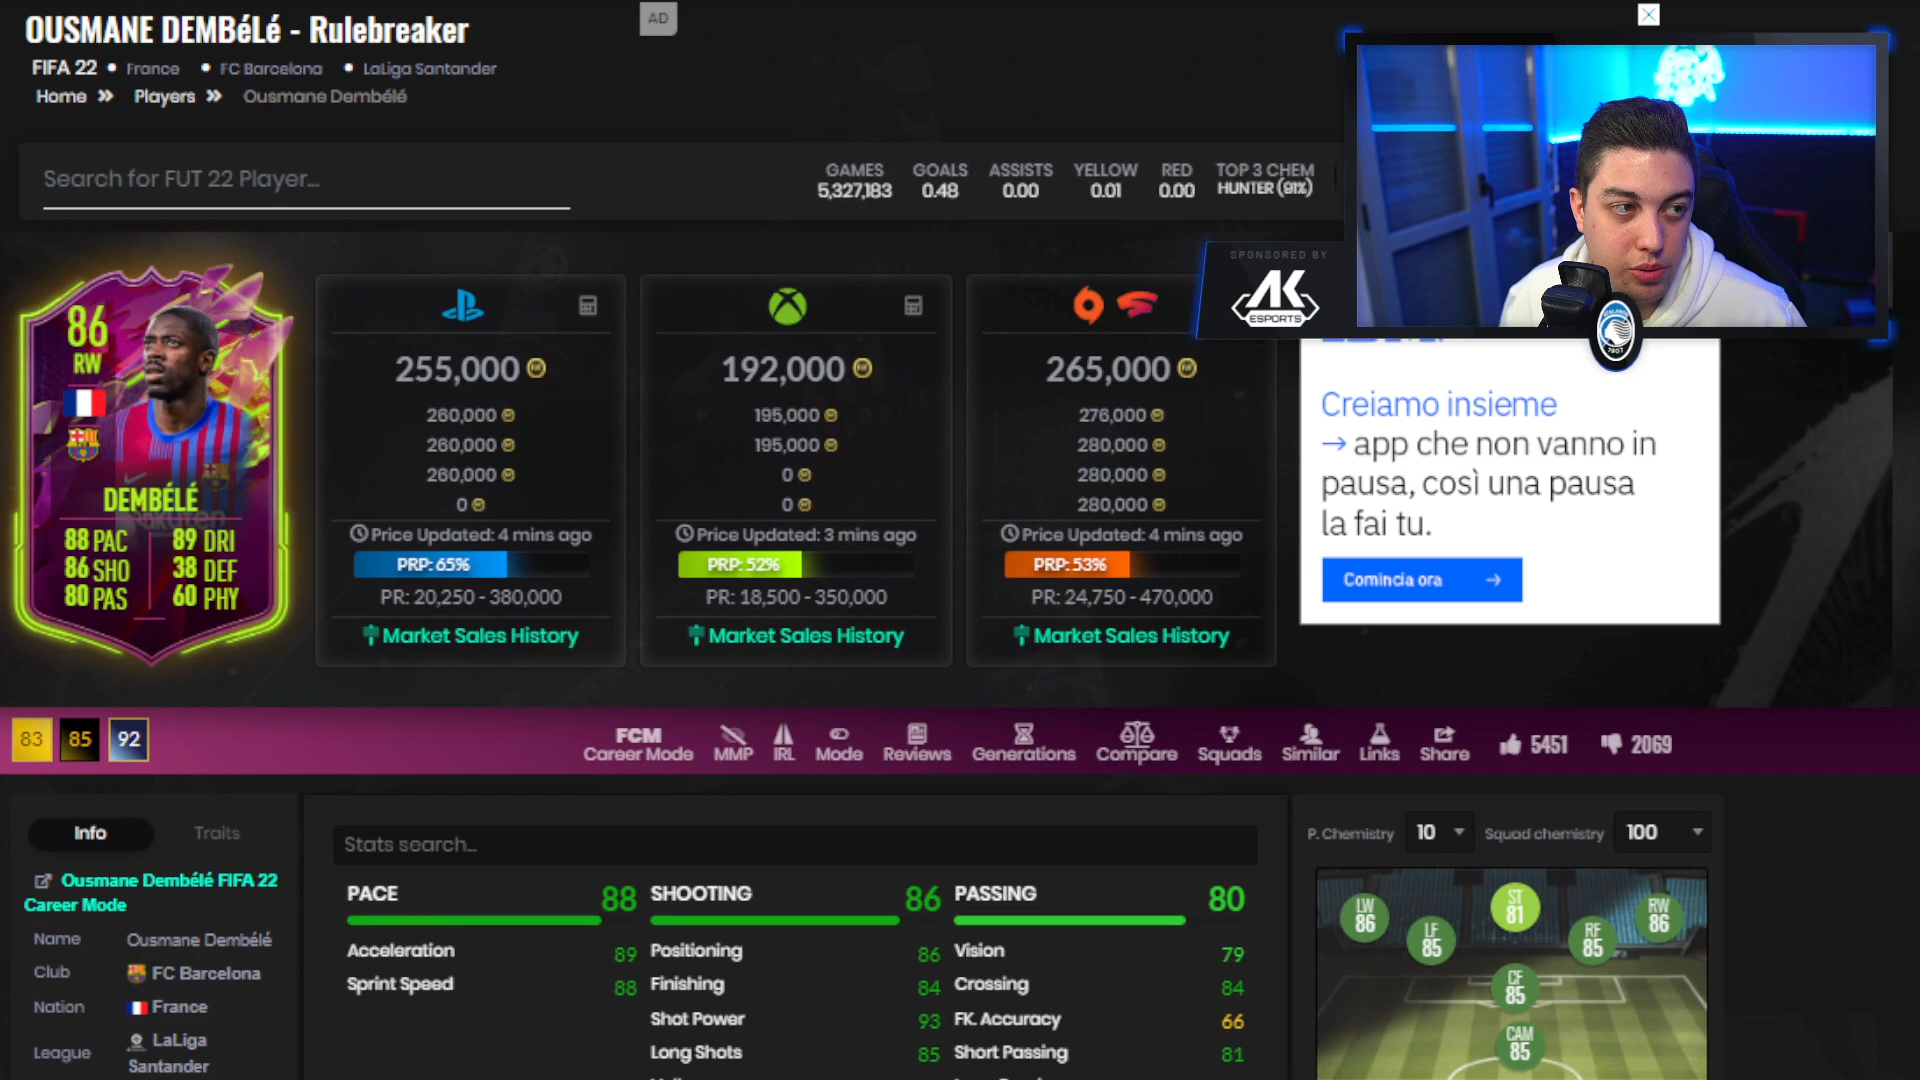 OUSMANE DEMBéLé - Rulebreaker
AD
FIFA 22 • France • FC Barcelona • LaLiga Santander
Home » Players » Ousmane Dembélé
Search for FUT 22 Player...
GAMES GOALS ASSISTS YELLOW RED TOP 3 CHEM
5,327,183 0.48 0.00 0.01 0.00 HUNTER (91%)
SPONSORED BY
AK
ESPORTS
ATALANTA
1907
86
RW
DEMBÉLÉ
88 PAC 89 DRI
86 SHO 38 DEF
80 PAS 60 PHY
255,000
260,000
260,000
260,000
0
Price Updated: 4 mins ago
PRP: 65%
PR: 20,250 - 380,000
Market Sales History
192,000
195,000
195,000
0
0
Price Updated: 3 mins ago
PRP: 52%
PR: 18,500 - 350,000
Market Sales History
265,000
276,000
280,000
280,000
280,000
Price Updated: 4 mins ago
PRP: 53%
PR: 24,750 - 470,000
Market Sales History
Creiamo insieme
→ app che non vanno in
pausa, così una pausa
la fai tu.
Comincia ora →
83 85 92
FCM
Career Mode MMP IRL Mode Reviews Generations Compare Squads Similar Links Share 5451 2069
Info Traits
Ousmane Dembélé FIFA 22
Career Mode
Name Ousmane Dembélé
Club FC Barcelona
Nation France
League LaLiga
Santander
Stats search...
PACE 88
Acceleration 89
Sprint Speed 88
SHOOTING 86
Positioning 86
Finishing 84
Shot Power 93
Long Shots 85
PASSING 80
Vision 79
Crossing 84
FK. Accuracy 66
Short Passing 81
P. Chemistry 10 Squad chemistry 100
LW
86
ST
81
RW
86
LF
85
RF
85
CF
85
CAM
85